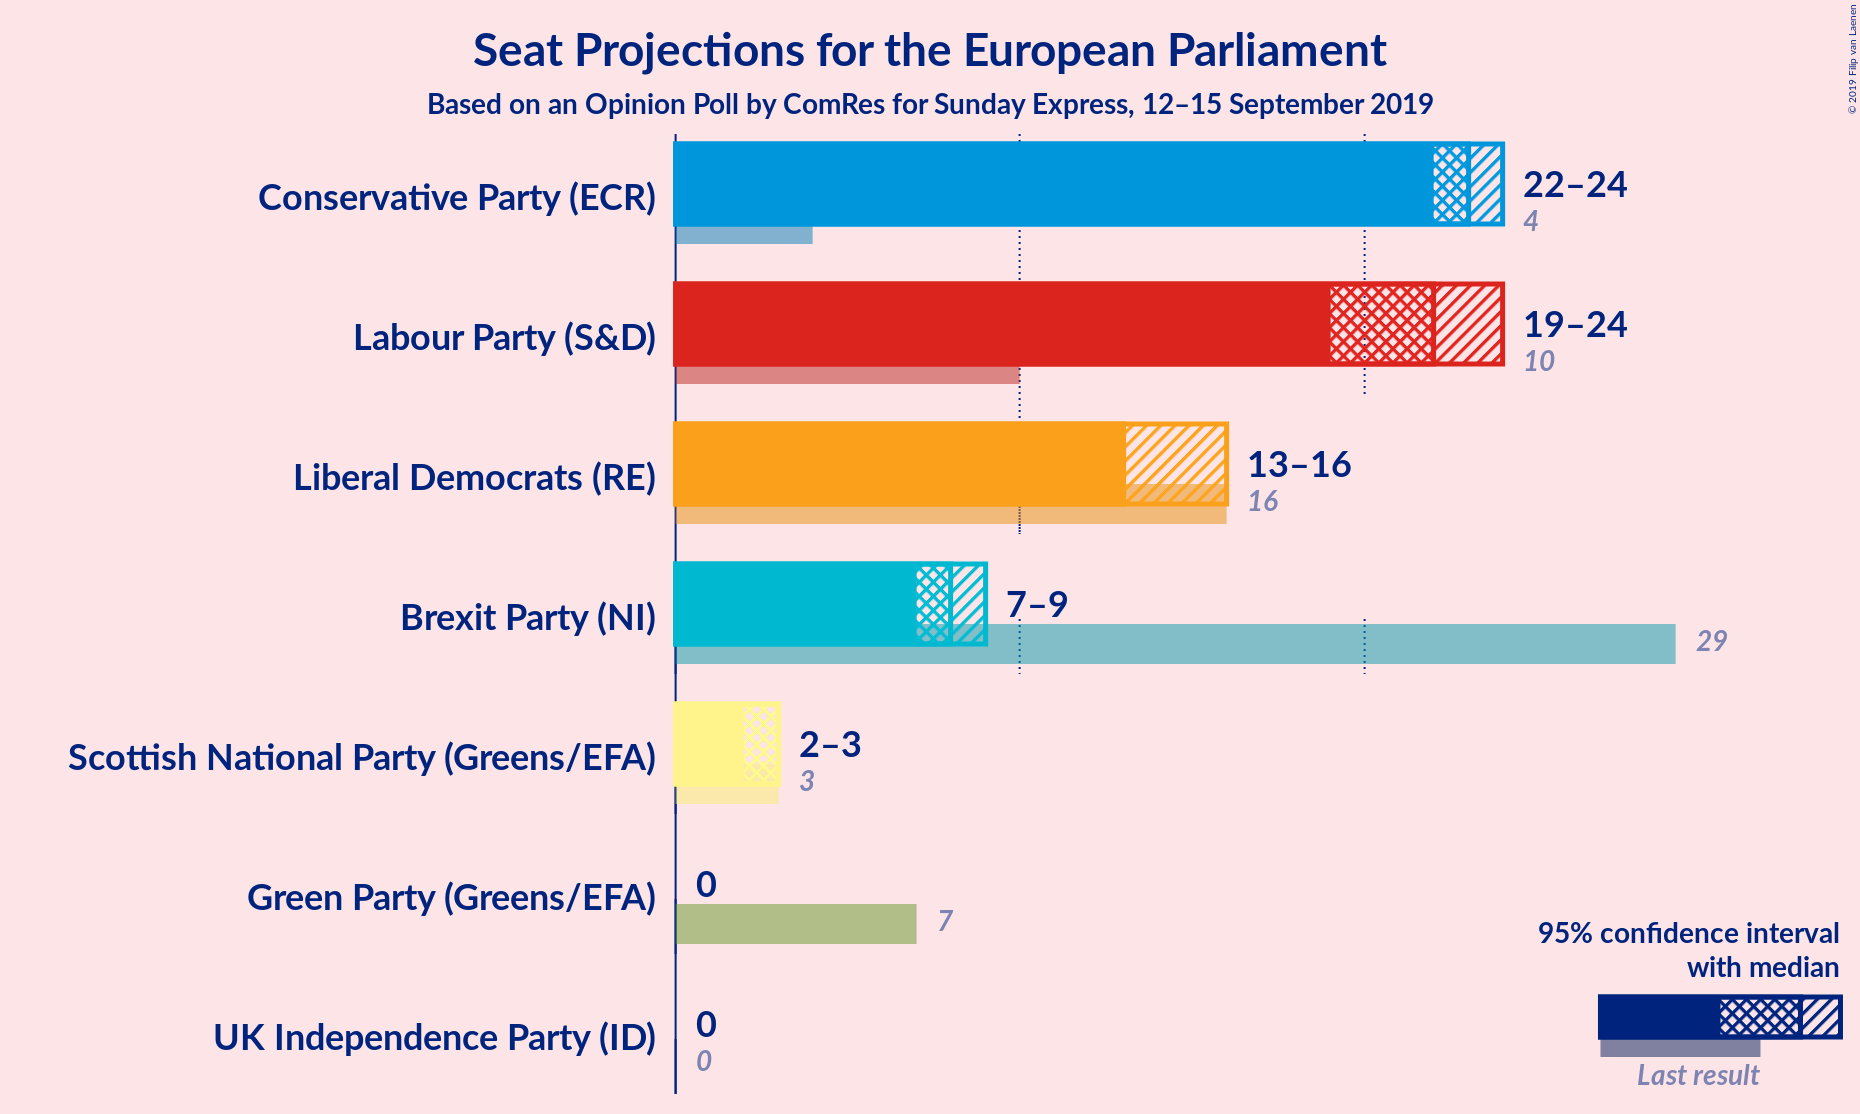 Seat Projections for the European Parliament
Based on an Opinion Poll by ComRes for Sunday Express, 12–15 September 2019
© 2019 Filip van Laenen
Conservative Party (ECR)
22–24
4
Labour Party (S&D)
19–24
10
Liberal Democrats (RE)
13–16
16
Brexit Party (NI)
7–9
29
Scottish National Party (Greens/EFA)
2–3
3
Green Party (Greens/EFA)
0
7
UK Independence Party (ID)
0
0
95% confidence interval
with median
Last result